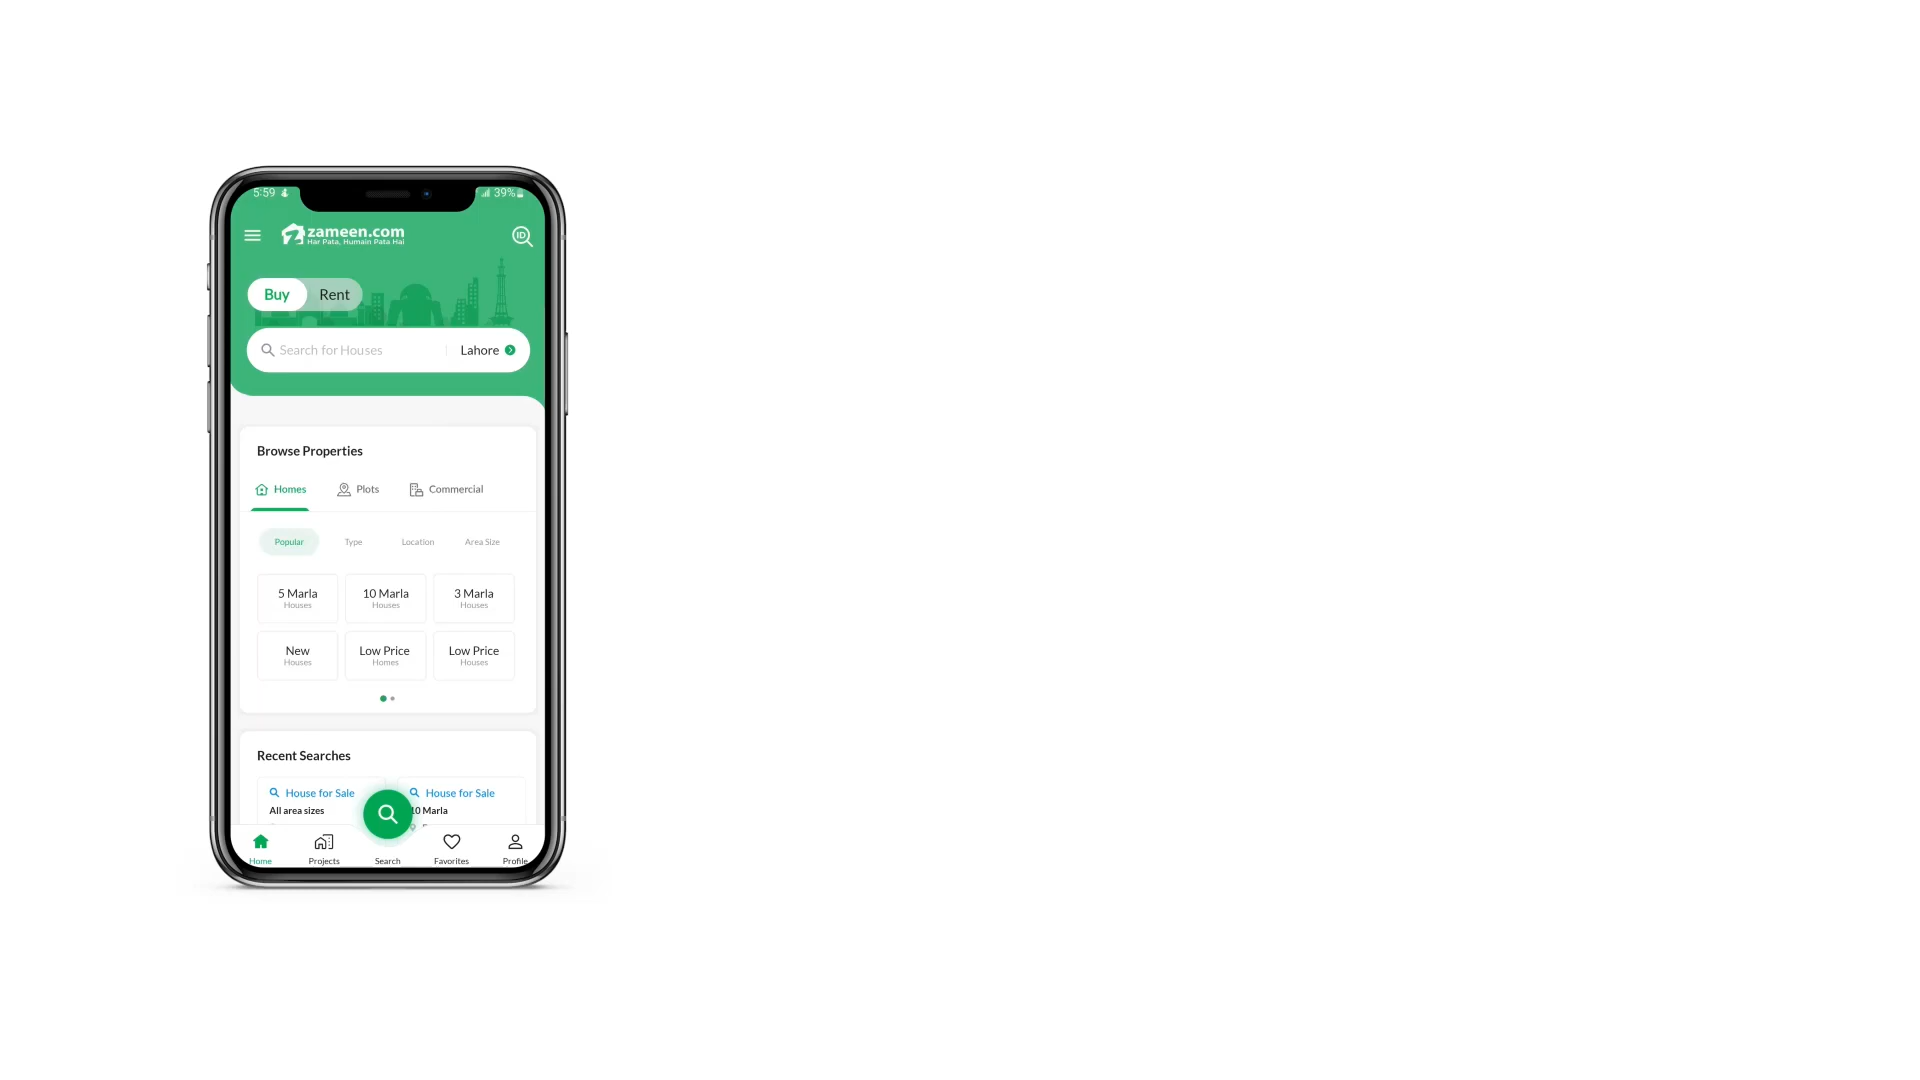 5:59
39%
zameen.com
Har Pata, Humain Pata Hai
ID
Buy Rent
Search for Houses Lahore
Browse Properties
Homes Plots Commercial
Popular Type Location Area Size
5 Marla 10 Marla 3 Marla
Houses Houses Houses
New Low Price Low Price
Houses Homes Houses
Recent Searches
House for Sale House for Sale
All area sizes 10 Marla
Home Projects Search Favorites Profile